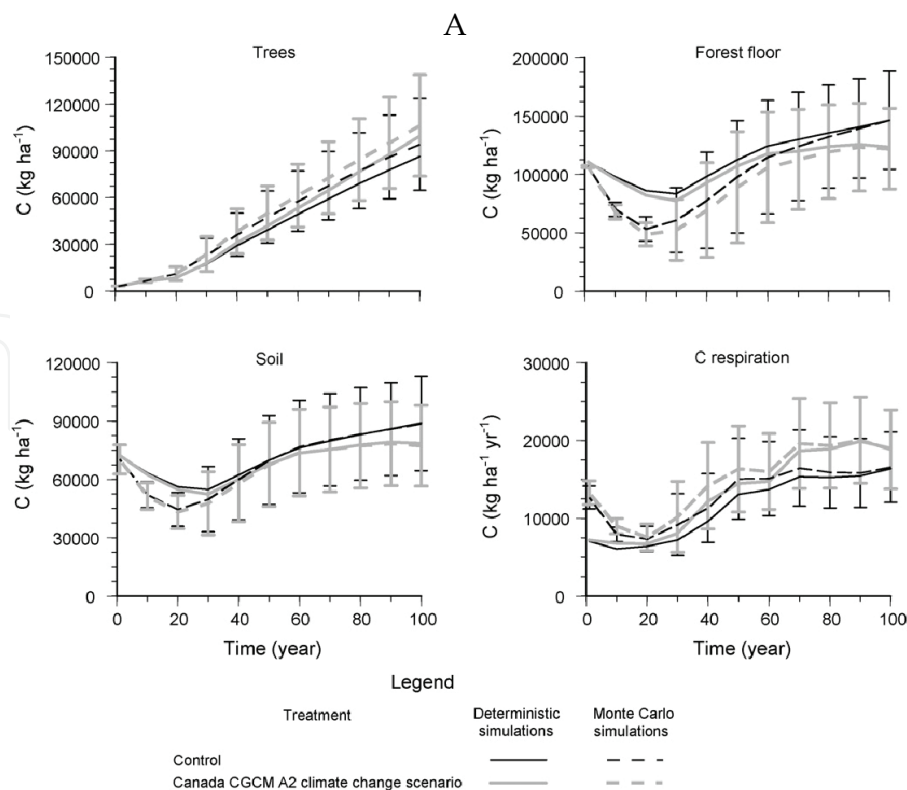 A
Trees
Forest floor
150000
120000
90000
60000
30000
0
C (kg ha⁻¹)
200000
150000
100000
50000
0
C (kg ha⁻¹)
Soil
C respiration
120000
90000
60000
30000
0
C (kg ha⁻¹)
0 20 40 60 80 100
Time (year)
30000
20000
10000
0
C (kg ha⁻¹ yr⁻¹)
0 20 40 60 80 100
Time (year)
Legend
Treatment Deterministic simulations Monte Carlo simulations
Control
Canada CGCM A2 climate change scenario